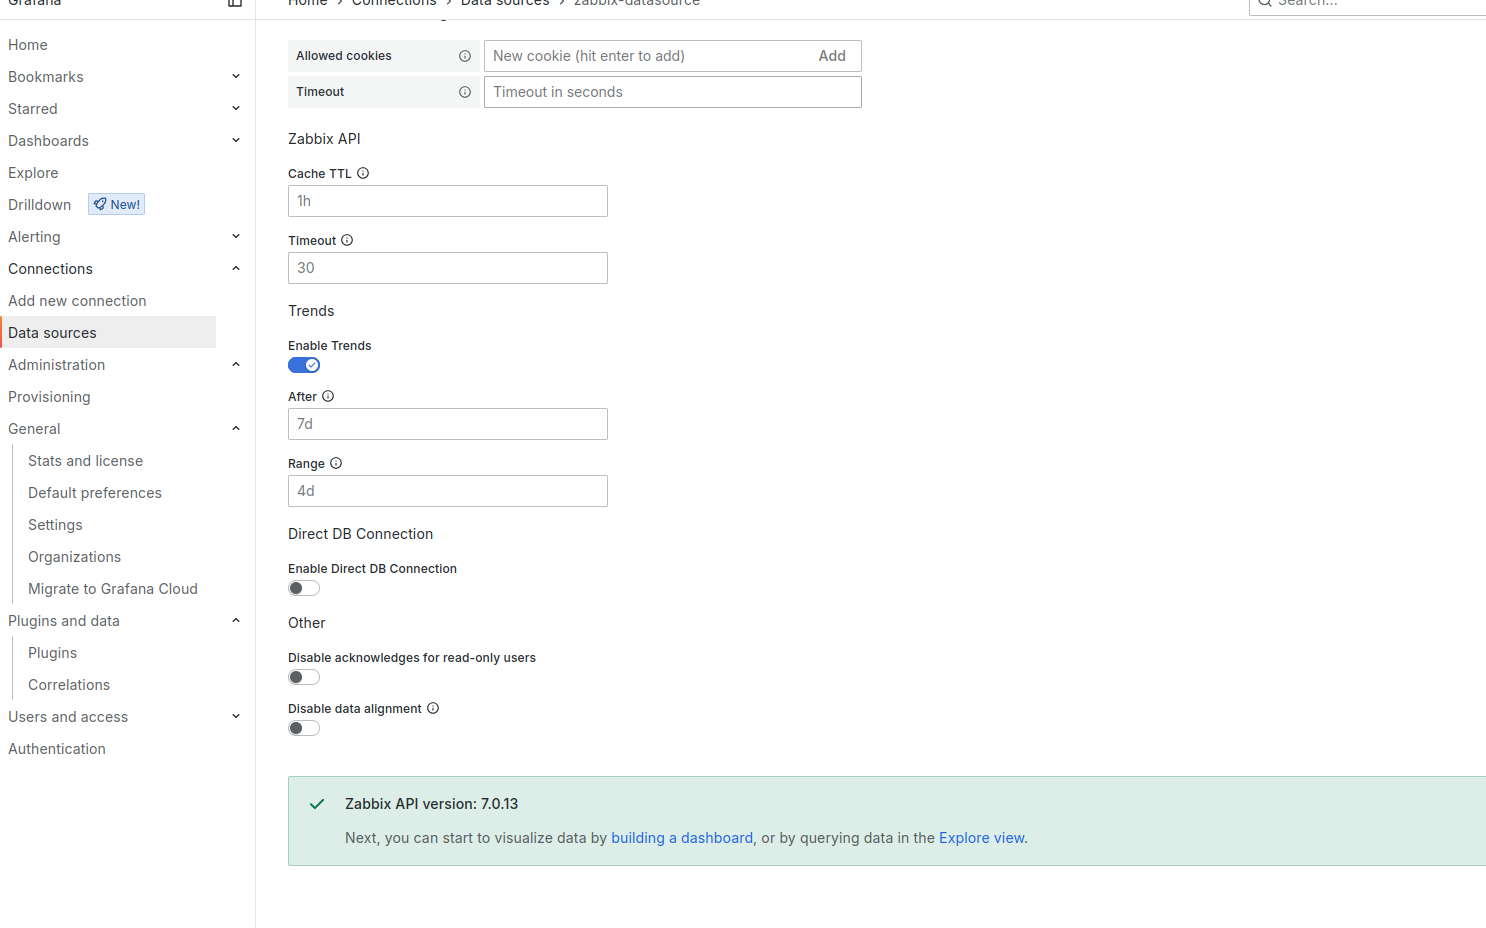 Grafana
Home › Connections › Data sources › zabbix-datasource
Search...
Home
Bookmarks
Starred
Dashboards
Explore
Drilldown New!
Alerting
Connections
Add new connection
Data sources
Administration
Provisioning
General
Stats and license
Default preferences
Settings
Organizations
Migrate to Grafana Cloud
Plugins and data
Plugins
Correlations
Users and access
Authentication
Allowed cookies
New cookie (hit enter to add) Add
Timeout
Timeout in seconds
Zabbix API
Cache TTL
1h
Timeout
30
Trends
Enable Trends
After
7d
Range
4d
Direct DB Connection
Enable Direct DB Connection
Other
Disable acknowledges for read-only users
Disable data alignment
Zabbix API version: 7.0.13
Next, you can start to visualize data by building a dashboard, or by querying data in the Explore view.